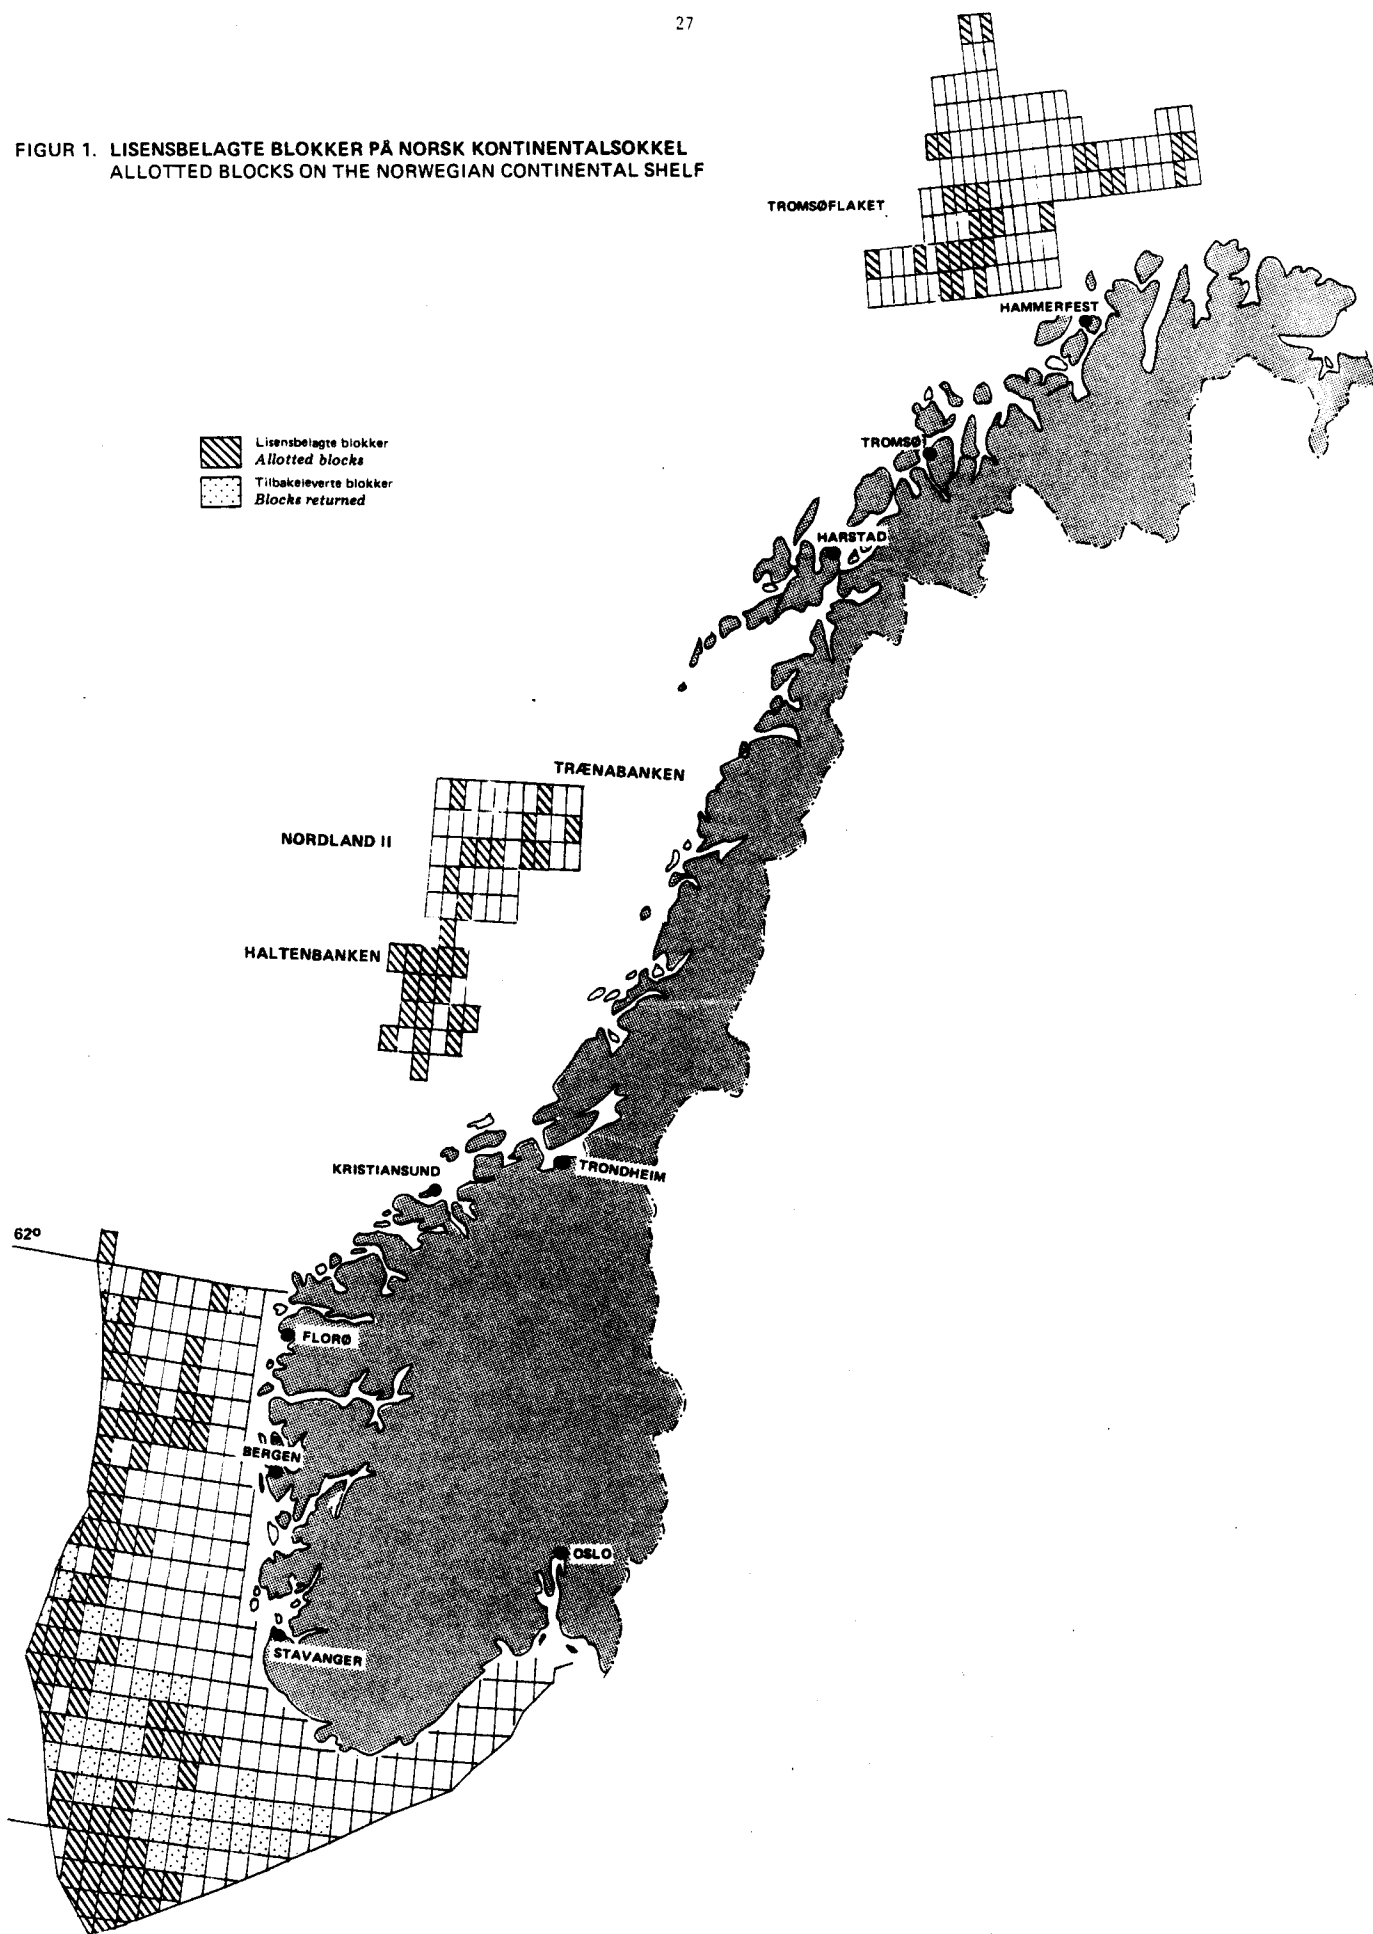 27
FIGUR 1. LISENSBELAGTE BLOKKER PÅ NORSK KONTINENTALSOKKEL
ALLOTTED BLOCKS ON THE NORWEGIAN CONTINENTAL SHELF
TROMSØFLAKET
HAMMERFEST
Lisensbelagte blokker
Allotted blocks
Tilbakeleverte blokker
Blocks returned
TROMSØ
HARSTAD
TRÆNABANKEN
NORDLAND II
HALTENBANKEN
KRISTIANSUND
TRONDHEIM
62º
FLORØ
BERGEN
OSLO
STAVANGER